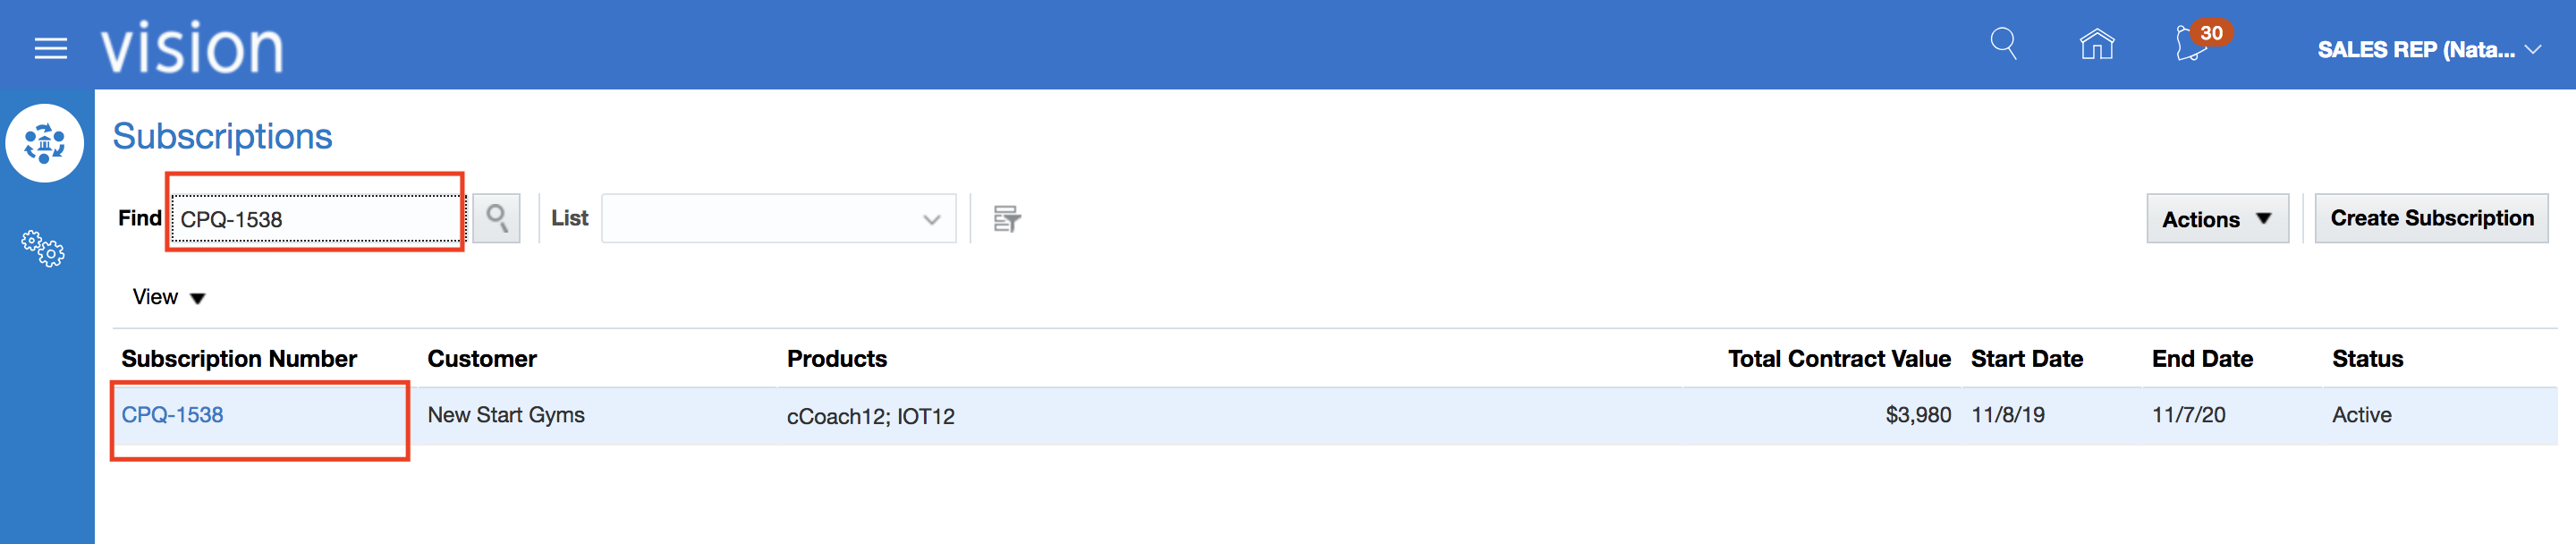 vision
30
SALES REP (Nata...
Subscriptions
Find CPQ-1538 List Actions Create Subscription
View
Subscription Number Customer Products Total Contract Value Start Date End Date Status
CPQ-1538 New Start Gyms cCoach12; IOT12 $3,980 11/8/19 11/7/20 Active